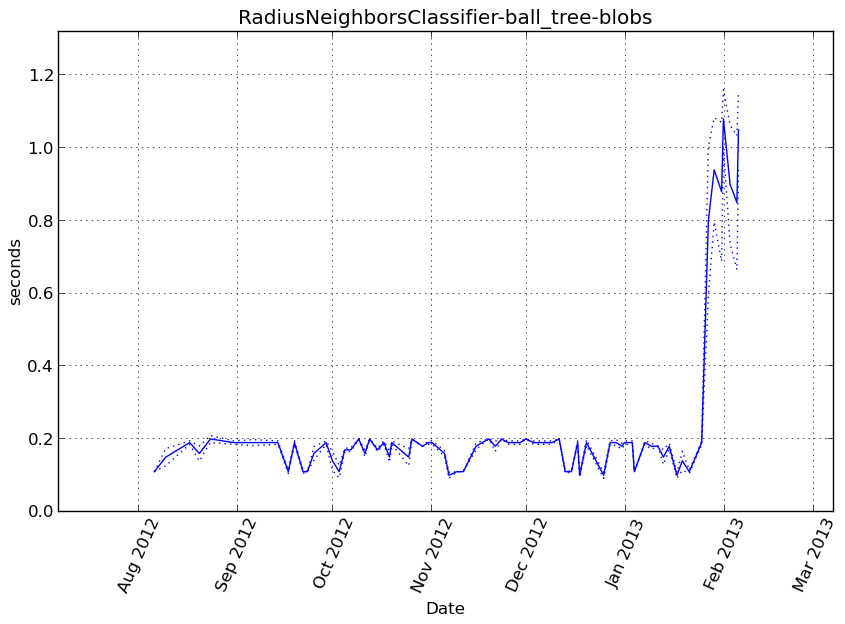 RadiusNeighborsClassifier-ball_tree-blobs
1.2
1.0
0.8
0.6
0.4
0.2
0.0
seconds
Aug 2012
Sep 2012
Oct 2012
Nov 2012
Dec 2012
Jan 2013
Feb 2013
Mar 2013
Date